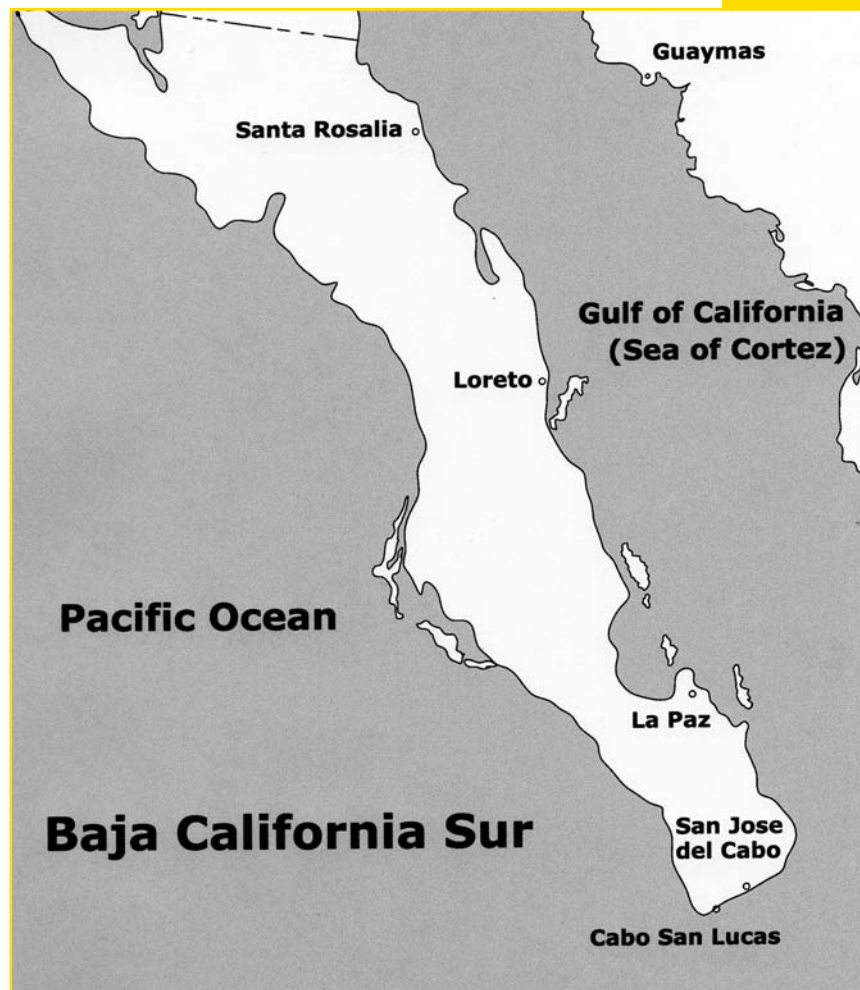 Guaymas
Santa Rosalia
Gulf of California
(Sea of Cortez)
Loreto
Pacific Ocean
La Paz
Baja California Sur
San Jose
del Cabo
Cabo San Lucas